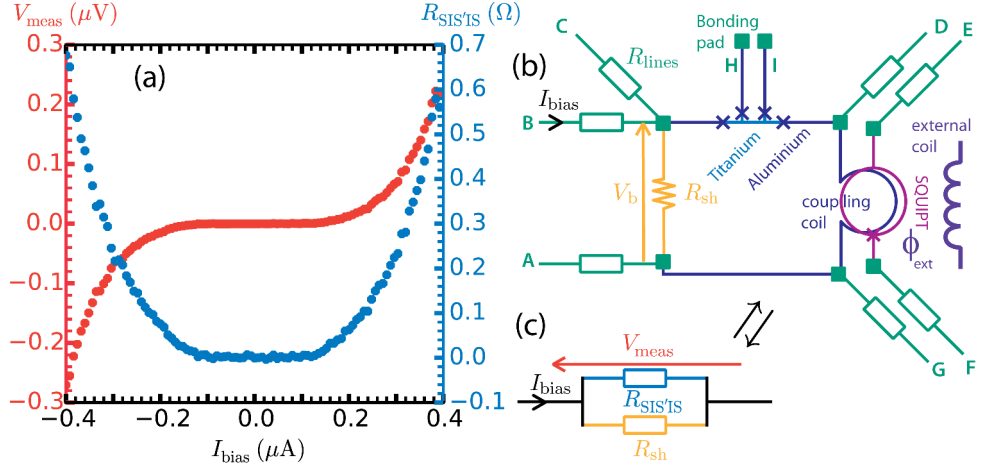 V_meas (μV)
R_SIS'IS (Ω)
0.3
0.2
0.1
0.0
−0.1
−0.2
−0.3
0.7
0.6
0.5
0.4
0.3
0.2
0.1
0.0
−0.1
−0.4
−0.2
0.0
0.2
0.4
I_bias (μA)
(a)
(b)
C
R_lines
Bonding
pad
H
I
D
E
I_bias
B
Titanium
Aluminium
external
coil
V_b
R_sh
coupling
coil
SQUIPT
ϕ_ext
A
G
F
(c)
V_meas
I_bias
R_SIS'IS
R_sh